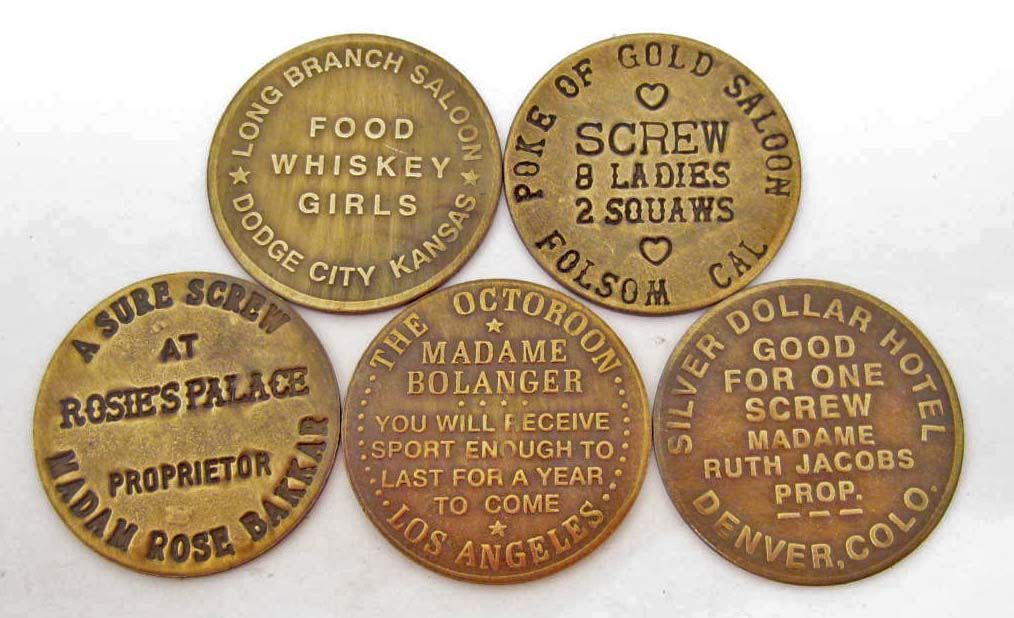 LONG BRANCH SALOON
FOOD
WHISKEY
GIRLS
DODGE CITY KANSAS
POKE OF GOLD SALOON
SCREW
8 LADIES
2 SQUAWS
FOLSOM CAL
A SURE SCREW
AT
ROSIE'S PALACE
PROPRIETOR
MADAM ROSE BAKKAR
THE OCTOROON
MADAME
BOLANGER
YOU WILL RECEIVE
SPORT ENOUGH TO
LAST FOR A YEAR
TO COME
LOS ANGELES
SILVER DOLLAR HOTEL
GOOD
FOR ONE
SCREW
MADAME
RUTH JACOBS
PROP.
DENVER, COLO.